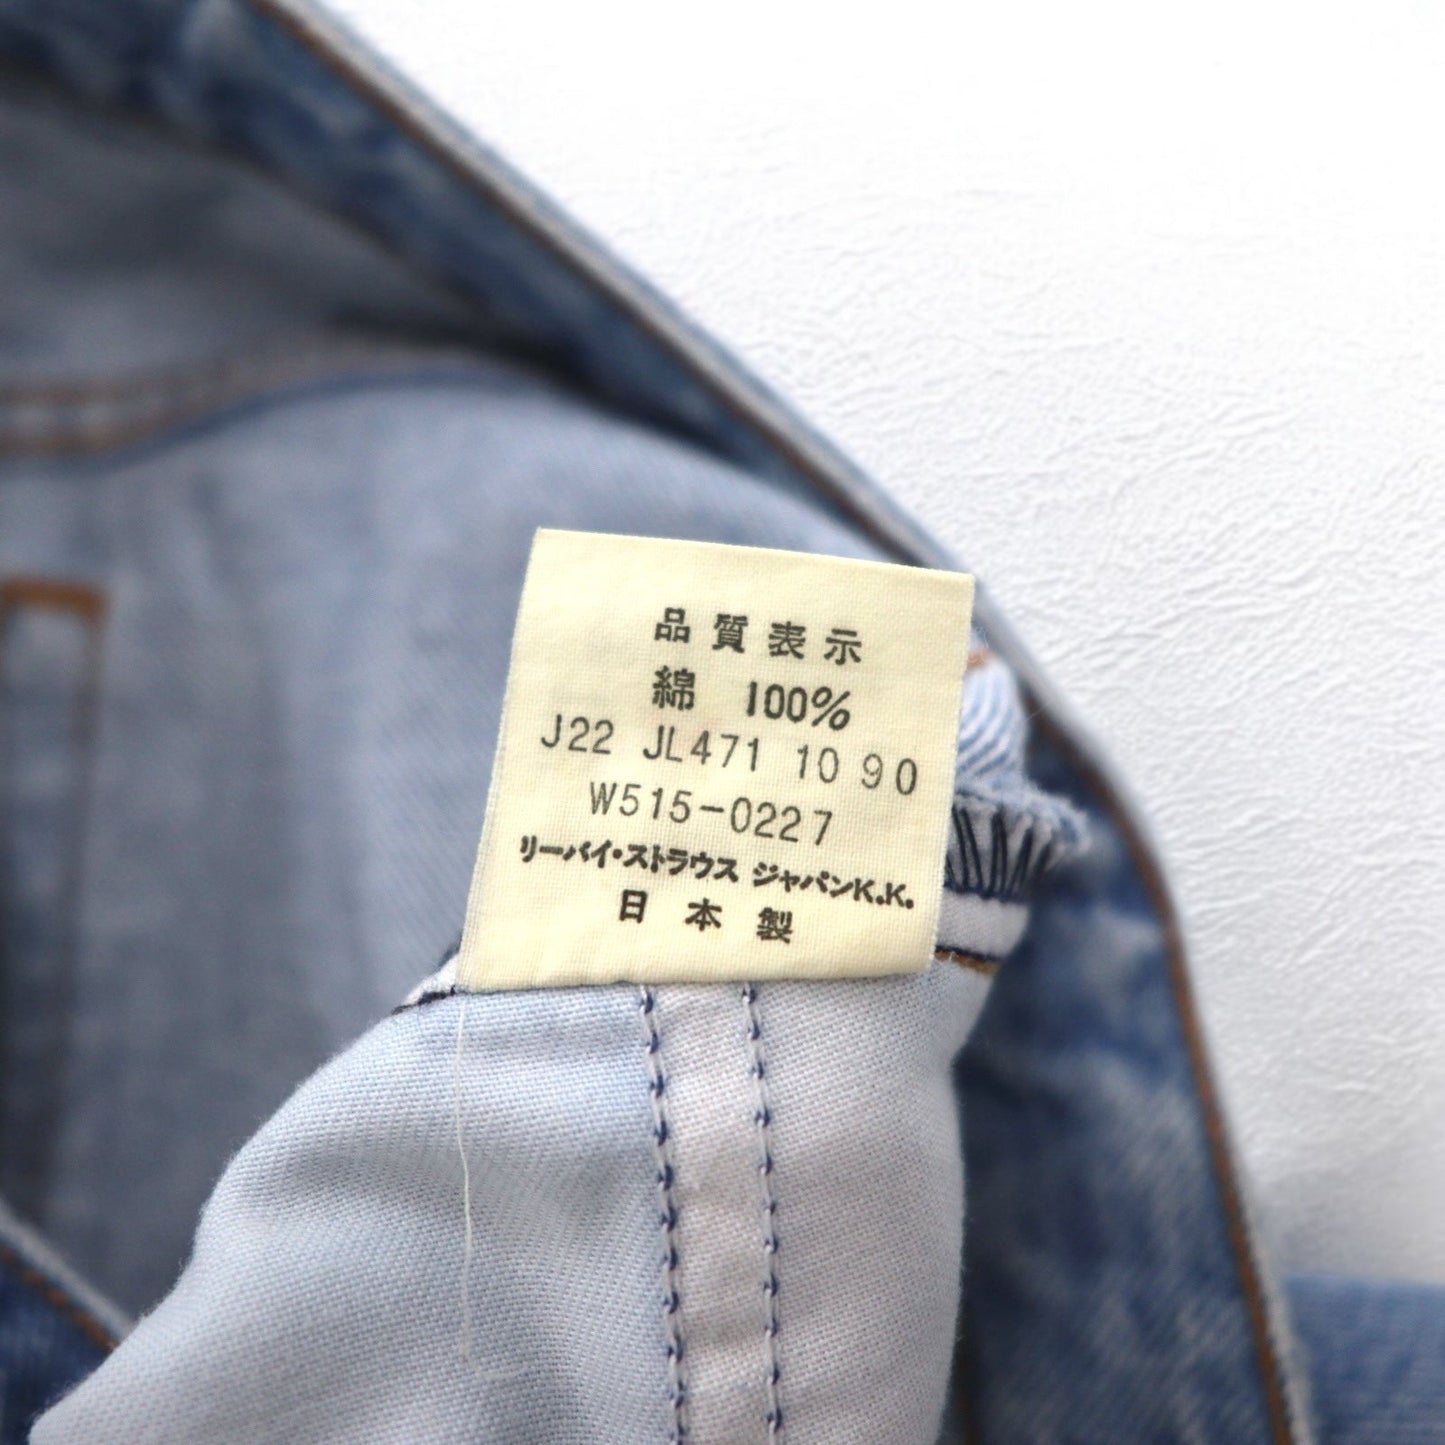 品質表示
綿 100%
J22 JL471 10 90
W515-0227
リーバイ・ストラウス ジャパンK.K.
日本製